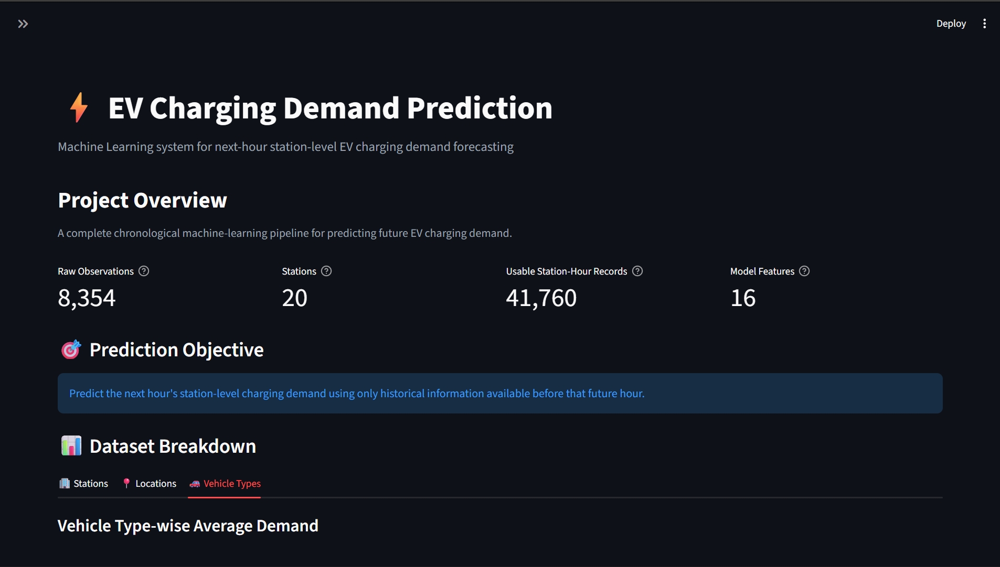 Deploy
EV Charging Demand Prediction
Machine Learning system for next-hour station-level EV charging demand forecasting
Project Overview
A complete chronological machine-learning pipeline for predicting future EV charging demand.
Raw Observations
Stations
Usable Station-Hour Records
Model Features
8,354
20
41,760
16
Prediction Objective
Predict the next hour's station-level charging demand using only historical information available before that future hour.
Dataset Breakdown
Stations
Locations
Vehicle Types
Vehicle Type-wise Average Demand